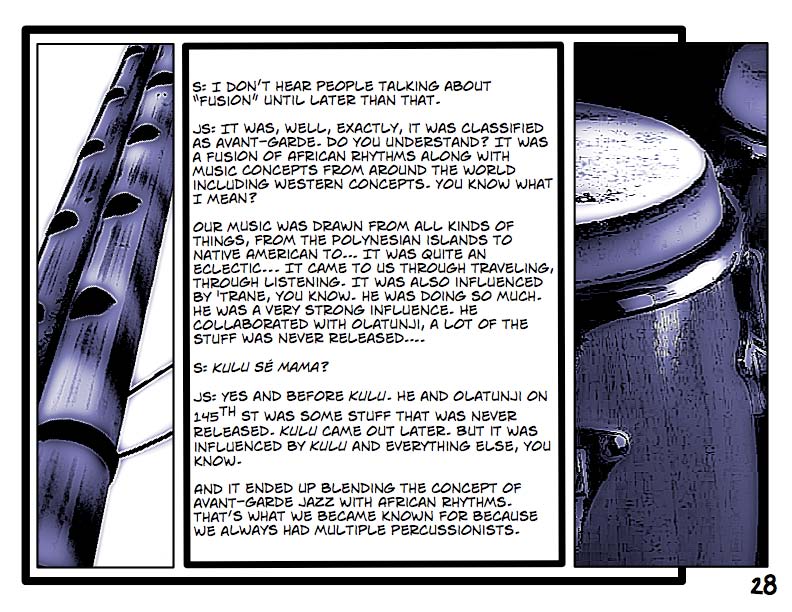 S: I DON'T HEAR PEOPLE TALKING ABOUT
"FUSION" UNTIL LATER THAN THAT.
JS: IT WAS, WELL, EXACTLY, IT WAS CLASSIFIED
AS AVANT-GARDE. DO YOU UNDERSTAND? IT WAS
A FUSION OF AFRICAN RHYTHMS ALONG WITH
MUSIC CONCEPTS FROM AROUND THE WORLD
INCLUDING WESTERN CONCEPTS. YOU KNOW WHAT
I MEAN?
OUR MUSIC WAS DRAWN FROM ALL KINDS OF
THINGS, FROM THE POLYNESIAN ISLANDS TO
NATIVE AMERICAN TO... IT WAS QUITE AN
ECLECTIC... IT CAME TO US THROUGH TRAVELING,
THROUGH LISTENING. IT WAS ALSO INFLUENCED
BY 'TRANE, YOU KNOW. HE WAS DOING SO MUCH.
HE WAS A VERY STRONG INFLUENCE. HE
COLLABORATED WITH OLATUNJI, A LOT OF THE
STUFF WAS NEVER RELEASED....
S: KULU SÉ MAMA?
JS: YES AND BEFORE KULU. HE AND OLATUNJI ON
145TH ST WAS SOME STUFF THAT WAS NEVER
RELEASED. KULU CAME OUT LATER. BUT IT WAS
INFLUENCED BY KULU AND EVERYTHING ELSE, YOU
KNOW.
AND IT ENDED UP BLENDING THE CONCEPT OF
AVANT-GARDE JAZZ WITH AFRICAN RHYTHMS.
THAT'S WHAT WE BECAME KNOWN FOR BECAUSE
WE ALWAYS HAD MULTIPLE PERCUSSIONISTS.
28